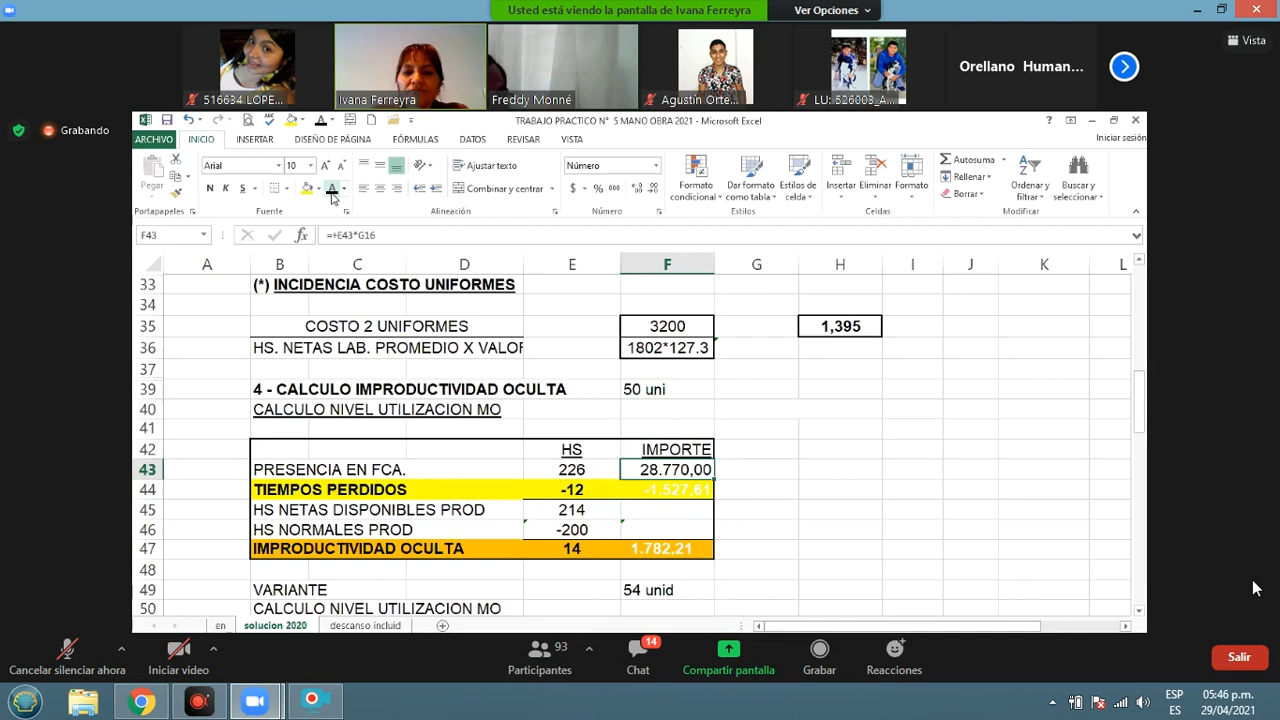 Usted está viendo la pantalla de Ivana Ferreyra
Ver Opciones
Vista
516634 LOPE...
Ivana Ferreyra
Freddy Monné
Agustín Orte...
LU: 526003_A...
Orellano Human...
Grabando
TRABAJO PRACTICO N° 5 MANO OBRA 2021 - Microsoft Excel
ARCHIVO INICIO INSERTAR DISEÑO DE PÁGINA FÓRMULAS DATOS REVISAR VISTA
Iniciar sesión
Pegar
Arial 10
N K S
Ajustar texto
Combinar y centrar
Número
$ % 000
Formato condicional
Dar formato como tabla
Estilos de celda
Insertar Eliminar Formato
Autosuma
Rellenar
Borrar
Ordenar y filtrar
Buscar y seleccionar
Portapapeles Fuente Alineación Número Estilos Celdas Modificar
F43 fx =+E43*G16
A B C D E F G H I J K L
33 (*) INCIDENCIA COSTO UNIFORMES
34
35 COSTO 2 UNIFORMES 3200 1,395
36 HS. NETAS LAB. PROMEDIO X VALOR 1802*127.3
37
39 4 - CALCULO IMPRODUCTIVIDAD OCULTA 50 uni
40 CALCULO NIVEL UTILIZACION MO
41
42 HS IMPORTE
43 PRESENCIA EN FCA. 226 28.770,00
44 TIEMPOS PERDIDOS -12 -1.527,61
45 HS NETAS DISPONIBLES PROD 214
46 HS NORMALES PROD -200
47 IMPRODUCTIVIDAD OCULTA 14 1.782,21
48
49 VARIANTE 54 unid
50 CALCULO NIVEL UTILIZACION MO
en solucion 2020 descanso incluid
Cancelar silenciar ahora
Iniciar video
93
Participantes
14
Chat
Compartir pantalla
Grabar
Reacciones
Salir
ESP
ES
05:46 p.m.
29/04/2021